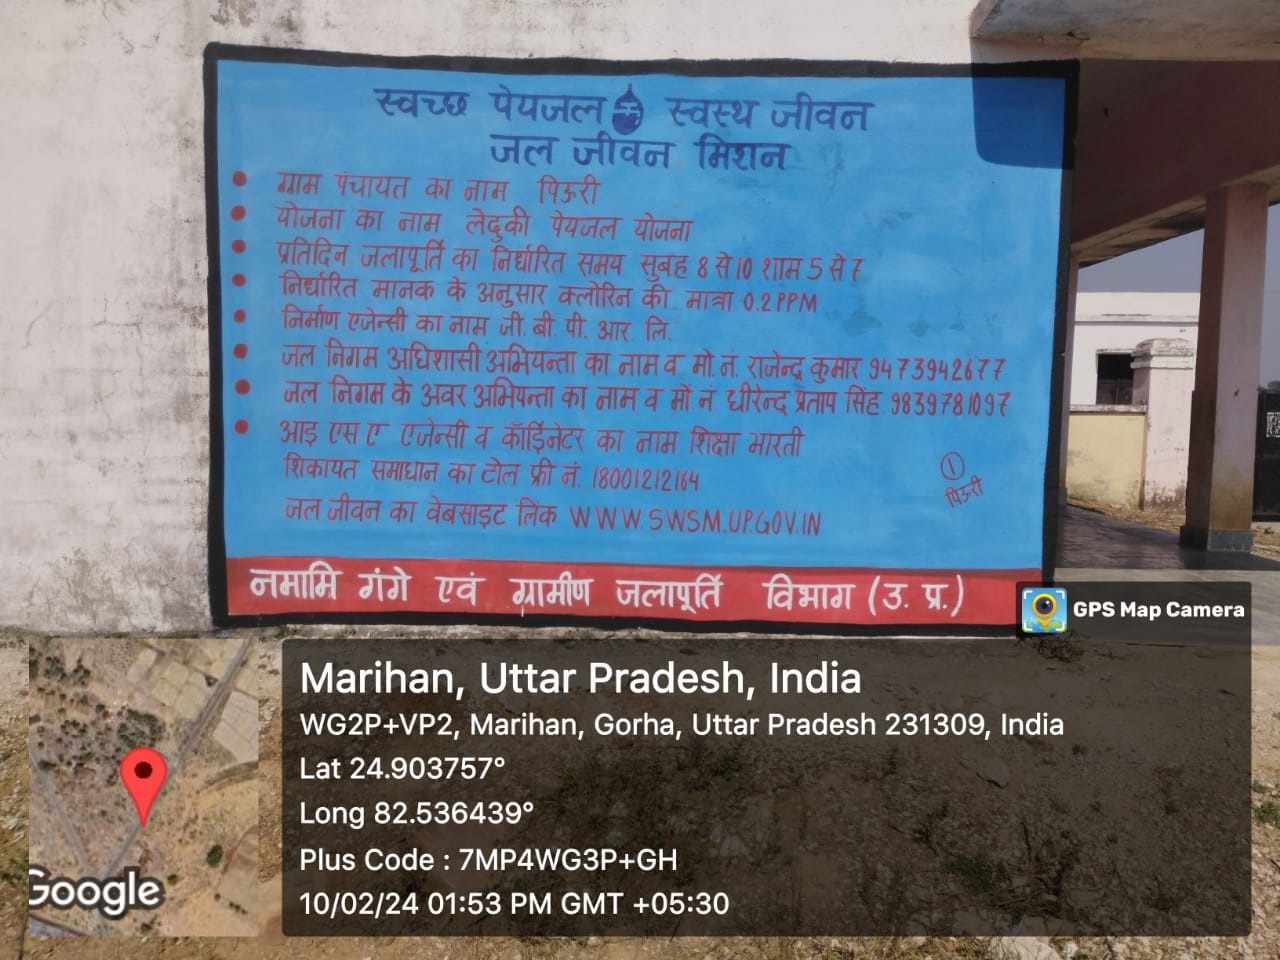 स्वच्छ पेयजल स्वस्थ जीवन
जल जीवन मिशन
ग्राम पंचायत का नाम पिऊरी
योजना का नाम लेदुकी पेयजल योजना
प्रतिदिन जलापूर्ति का निर्धारित समय सुबह 8 से 10 शाम 5 से 7
निर्धारित मानक के अनुसार क्लोरिन की मात्रा 0.2 PPM
निर्माण एजेन्सी का नाम जी. बी. पी. आर. लि.
जल निगम अधिशासी अभियन्ता का नाम व मो. नं. राजेन्द्र कुमार 9473942677
जल निगम के अवर अभियन्ता का नाम व मों नं धीरेन्द्र प्रताप सिंह. 9839781097
आइ एस ए एजेन्सी व कॉर्डिनेटर का नाम शिक्षा भारती
शिकायत समाधान का टोल फ्री नं. 18001212164
जल जीवन का वेबसाइट लिंक WWW.SWSM.UP.GOV.IN
1
पिऊरी
नमामि गंगे एवं ग्रामीण जलापूर्ति विभाग (उ. प्र.)
GPS Map Camera
Marihan, Uttar Pradesh, India
WG2P+VP2, Marihan, Gorha, Uttar Pradesh 231309, India
Lat 24.903757°
Long 82.536439°
Plus Code : 7MP4WG3P+GH
10/02/24 01:53 PM GMT +05:30
Google